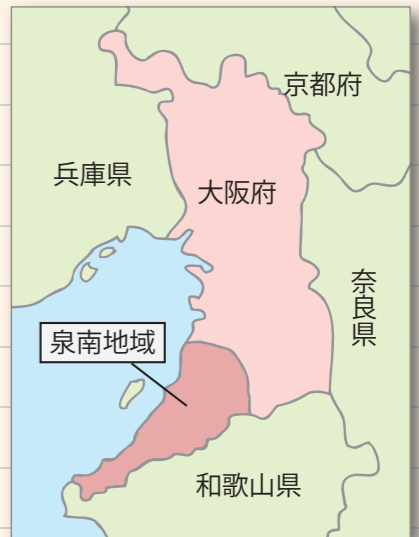 京都府
兵庫県
大阪府
奈良県
泉南地域
和歌山県